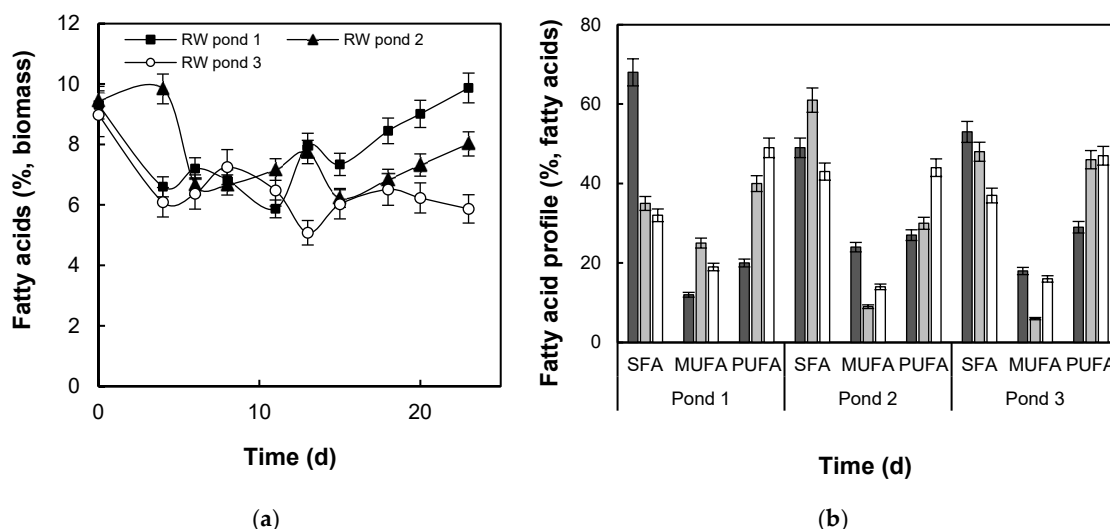 Fatty acids (%, biomass)
12
10
8
6
4
2
0
RW pond 1
RW pond 2
RW pond 3
0
10
20
Time (d)
(a)
Fatty acid profile (%, fatty acids)
80
60
40
20
0
SFA MUFA PUFA SFA MUFA PUFA SFA MUFA PUFA
Pond 1 Pond 2 Pond 3
Time (d)
(b)